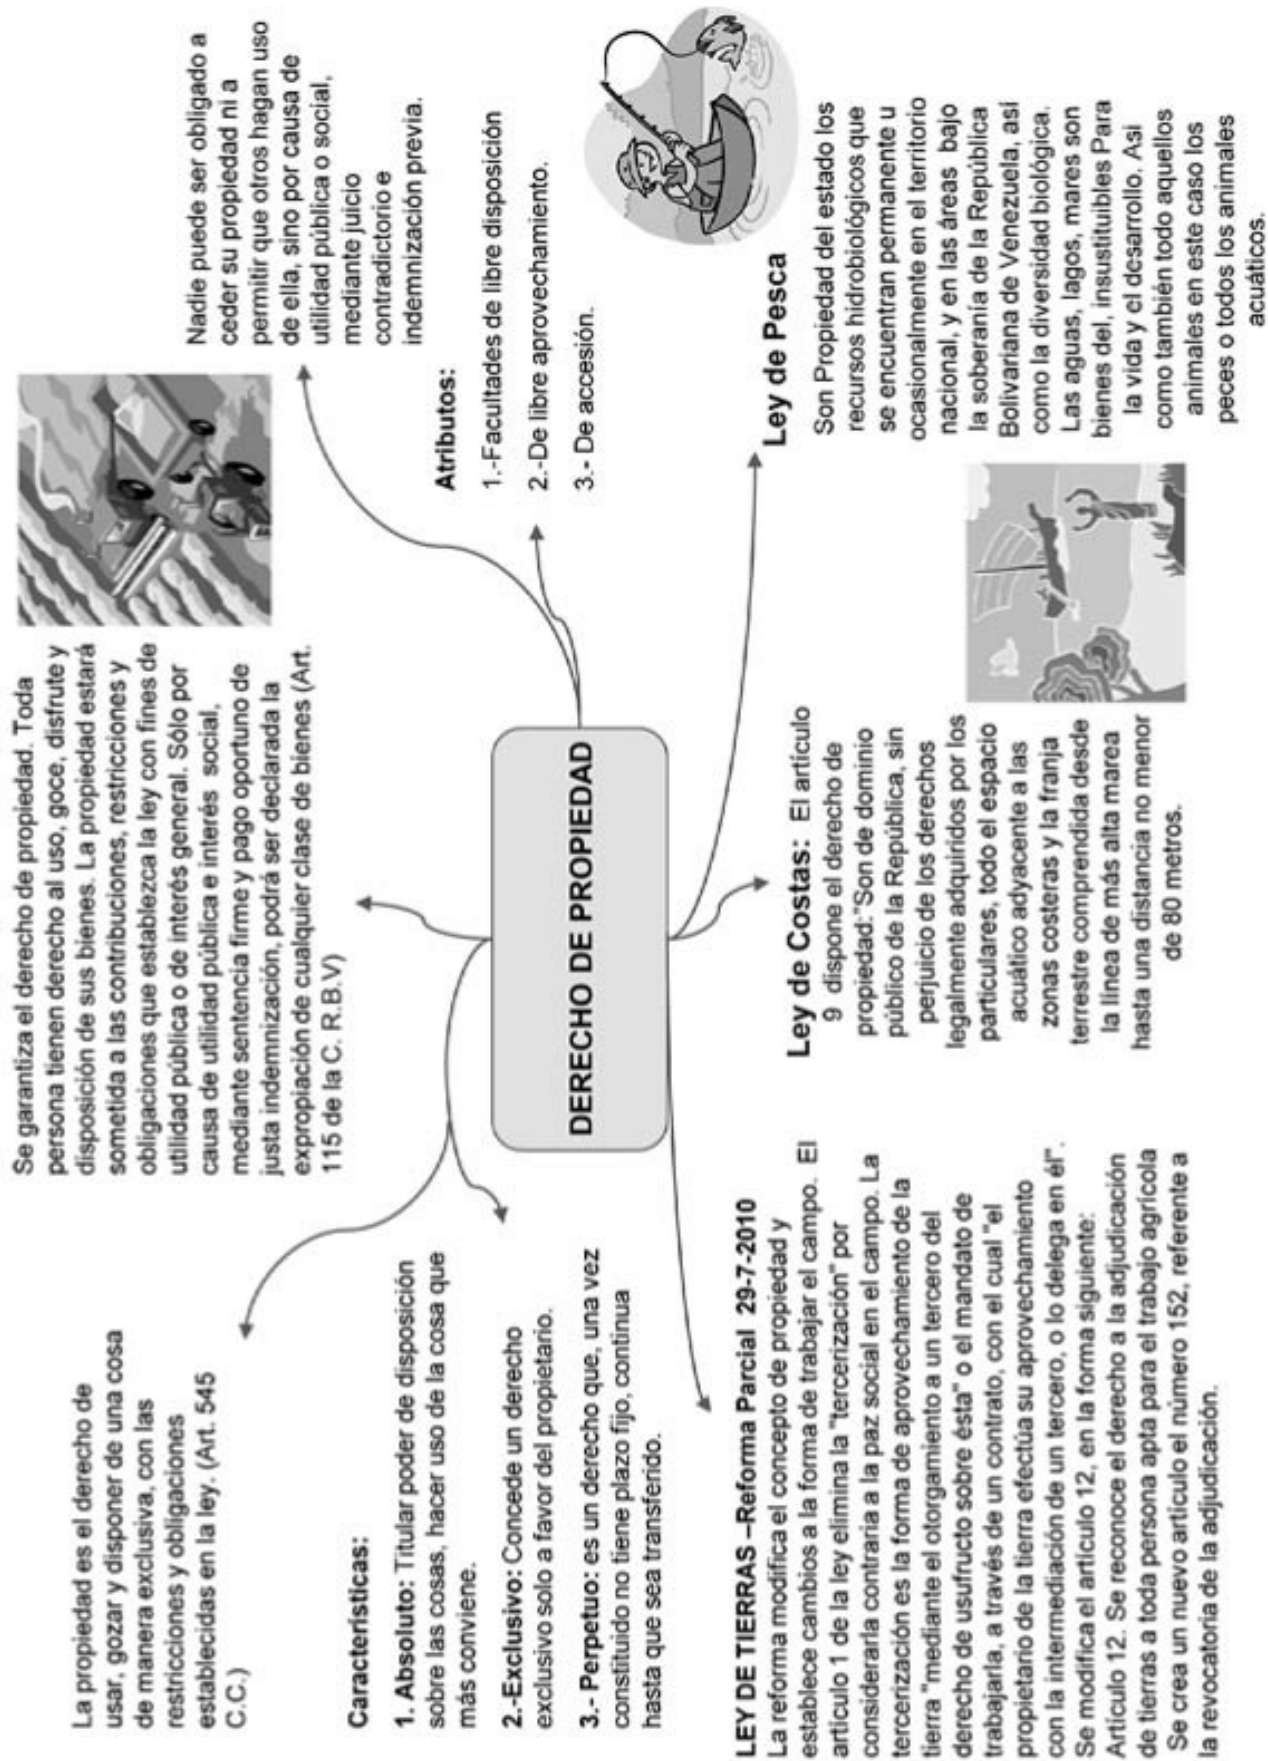 La propiedad es el derecho de
usar, gozar y disponer de una cosa
de manera exclusiva, con las
restricciones y obligaciones
establecidas en la ley. (Art. 545
C.C.)
Se garantiza el derecho de propiedad. Toda
persona tienen derecho al uso, goce, disfrute y
disposición de sus bienes. La propiedad estará
sometida a las contribuciones, restricciones y
obligaciones que establezca la ley con fines de
utilidad pública o de interés general. Sólo por
causa de utilidad pública e interés social,
mediante sentencia firme y pago oportuno de
justa indemnización, podrá ser declarada la
expropiación de cualquier clase de bienes (Art.
115 de la C. R.B.V)
Nadie puede ser obligado a
ceder su propiedad ni a
permitir que otros hagan uso
de ella, sino por causa de
utilidad pública o social,
mediante juicio
contradictorio e
indemnización previa.
Características:
1. Absoluto: Titular poder de disposición
sobre las cosas, hacer uso de la cosa que
más conviene.
2.-Exclusivo: Concede un derecho
exclusivo solo a favor del propietario.
3.- Perpetuo: es un derecho que, una vez
constituido no tiene plazo fijo, continua
hasta que sea transferido.
DERECHO DE PROPIEDAD
Atributos:
1.-Facultades de libre disposición
2.-De libre aprovechamiento.
3.- De accesión.
LEY DE TIERRAS –Reforma Parcial 29-7-2010
La reforma modifica el concepto de propiedad y
establece cambios a la forma de trabajar el campo. El
artículo 1 de la ley elimina la "tercerización" por
considerarla contraria a la paz social en el campo. La
tercerización es la forma de aprovechamiento de la
tierra "mediante el otorgamiento a un tercero del
derecho de usufructo sobre ésta" o el mandato de
trabajarla, a través de un contrato, con el cual "el
propietario de la tierra efectúa su aprovechamiento
con la intermediación de un tercero, o lo delega en él".
Se modifica el artículo 12, en la forma siguiente:
Artículo 12. Se reconoce el derecho a la adjudicación
de tierras a toda persona apta para el trabajo agrícola
Se crea un nuevo artículo el número 152, referente a
la revocatoria de la adjudicación.
Ley de Costas: El artículo
9 dispone el derecho de
propiedad:"Son de dominio
público de la República, sin
perjuicio de los derechos
legalmente adquiridos por los
particulares, todo el espacio
acuático adyacente a las
zonas costeras y la franja
terrestre comprendida desde
la línea de más alta marea
hasta una distancia no menor
de 80 metros.
Ley de Pesca
Son Propiedad del estado los
recursos hidrobiológicos que
se encuentran permanente u
ocasionalmente en el territorio
nacional, y en las áreas bajo
la soberanía de la República
Bolivariana de Venezuela, así
como la diversidad biológica.
Las aguas, lagos, mares son
bienes del, insustituibles Para
la vida y el desarrollo. Asi
como también todo aquellos
animales en este caso los
peces o todos los animales
acuáticos.